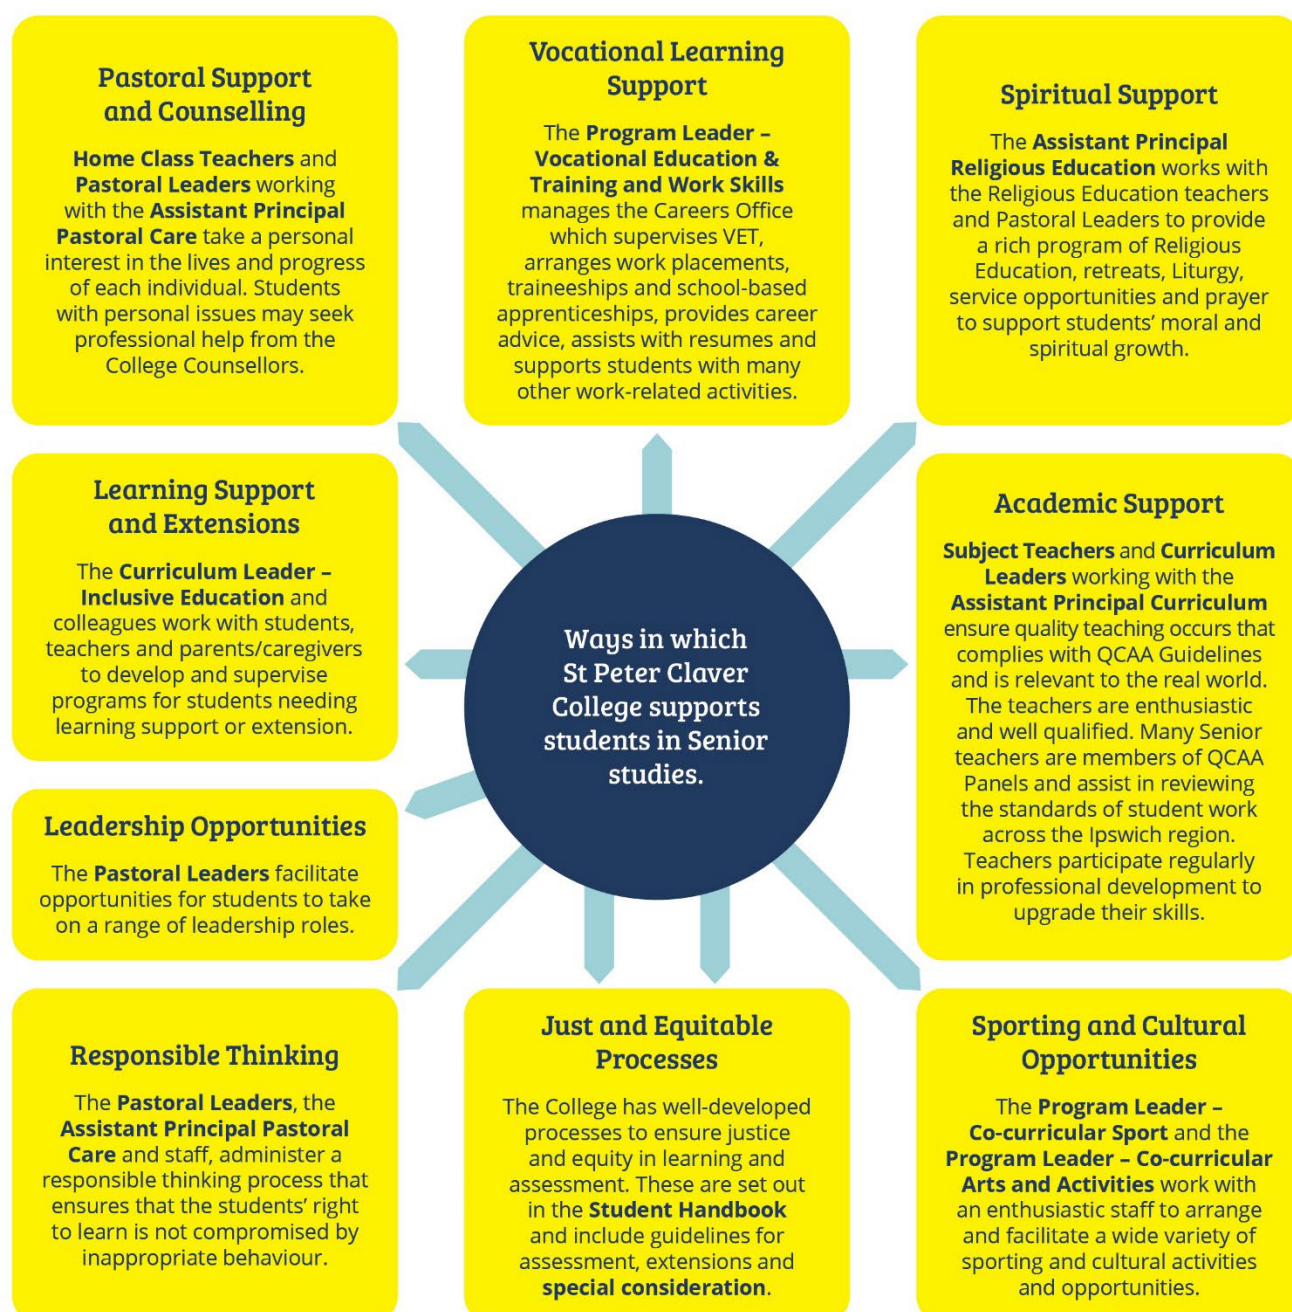 Pastoral Support
and Counselling
Home Class Teachers and
Pastoral Leaders working
with the Assistant Principal
Pastoral Care take a personal
interest in the lives and progress
of each individual. Students
with personal issues may seek
professional help from the
College Counsellors.
Vocational Learning
Support
The Program Leader –
Vocational Education &
Training and Work Skills
manages the Careers Office
which supervises VET,
arranges work placements,
traineeships and school-based
apprenticeships, provides career
advice, assists with resumes and
supports students with many
other work-related activities.
Spiritual Support
The Assistant Principal
Religious Education works with
the Religious Education teachers
and Pastoral Leaders to provide
a rich program of Religious
Education, retreats, Liturgy,
service opportunities and prayer
to support students’ moral and
spiritual growth.
Learning Support
and Extensions
The Curriculum Leader –
Inclusive Education and
colleagues work with students,
teachers and parents/caregivers
to develop and supervise
programs for students needing
learning support or extension.
Ways in which
St Peter Claver
College supports
students in Senior
studies.
Academic Support
Subject Teachers and Curriculum
Leaders working with the
Assistant Principal Curriculum
ensure quality teaching occurs that
complies with QCAA Guidelines
and is relevant to the real world.
The teachers are enthusiastic
and well qualified. Many Senior
teachers are members of QCAA
Panels and assist in reviewing
the standards of student work
across the Ipswich region.
Teachers participate regularly
in professional development to
upgrade their skills.
Leadership Opportunities
The Pastoral Leaders facilitate
opportunities for students to take
on a range of leadership roles.
Responsible Thinking
The Pastoral Leaders, the
Assistant Principal Pastoral
Care and staff, administer a
responsible thinking process that
ensures that the students’ right
to learn is not compromised by
inappropriate behaviour.
Just and Equitable
Processes
The College has well-developed
processes to ensure justice
and equity in learning and
assessment. These are set out
in the Student Handbook
and include guidelines for
assessment, extensions and
special consideration.
Sporting and Cultural
Opportunities
The Program Leader –
Co-curricular Sport and the
Program Leader – Co-curricular
Arts and Activities work with
an enthusiastic staff to arrange
and facilitate a wide variety of
sporting and cultural activities
and opportunities.